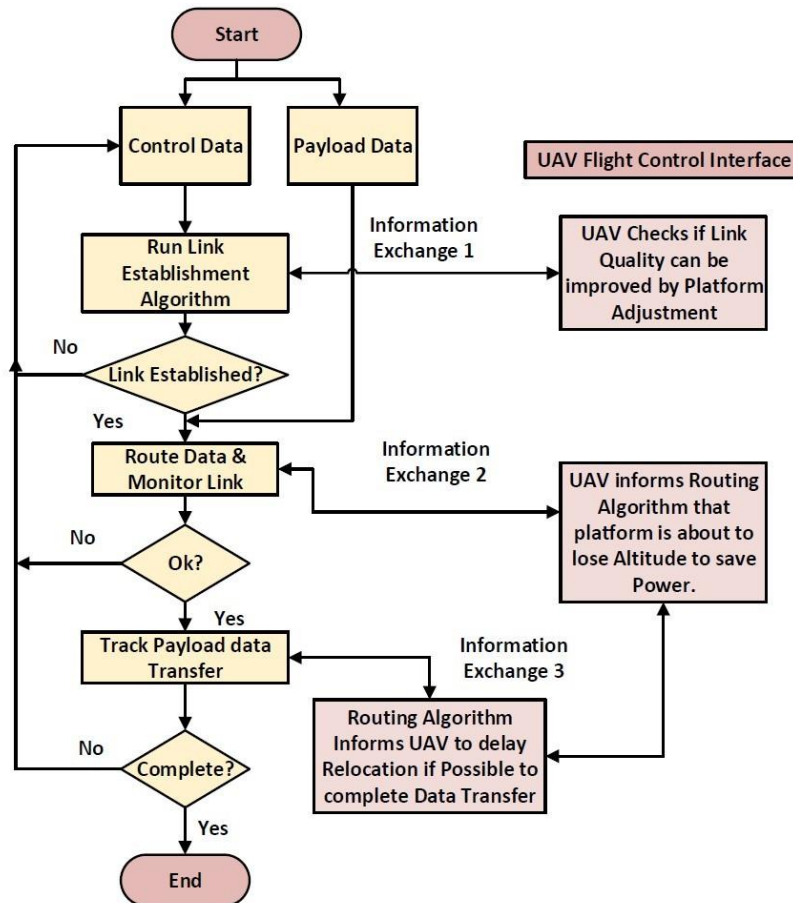 Start
Control Data
Payload Data
UAV Flight Control Interface
Information
Exchange 1
Run Link
Establishment
Algorithm
UAV Checks if Link
Quality can be
improved by Platform
Adjustment
No
Link Established?
Yes
Route Data &
Monitor Link
Information
Exchange 2
UAV informs Routing
Algorithm that
platform is about to
lose Altitude to save
Power.
No
Ok?
Yes
Track Payload data
Transfer
Information
Exchange 3
Routing Algorithm
Informs UAV to delay
Relocation if Possible to
complete Data Transfer
No
Complete?
Yes
End